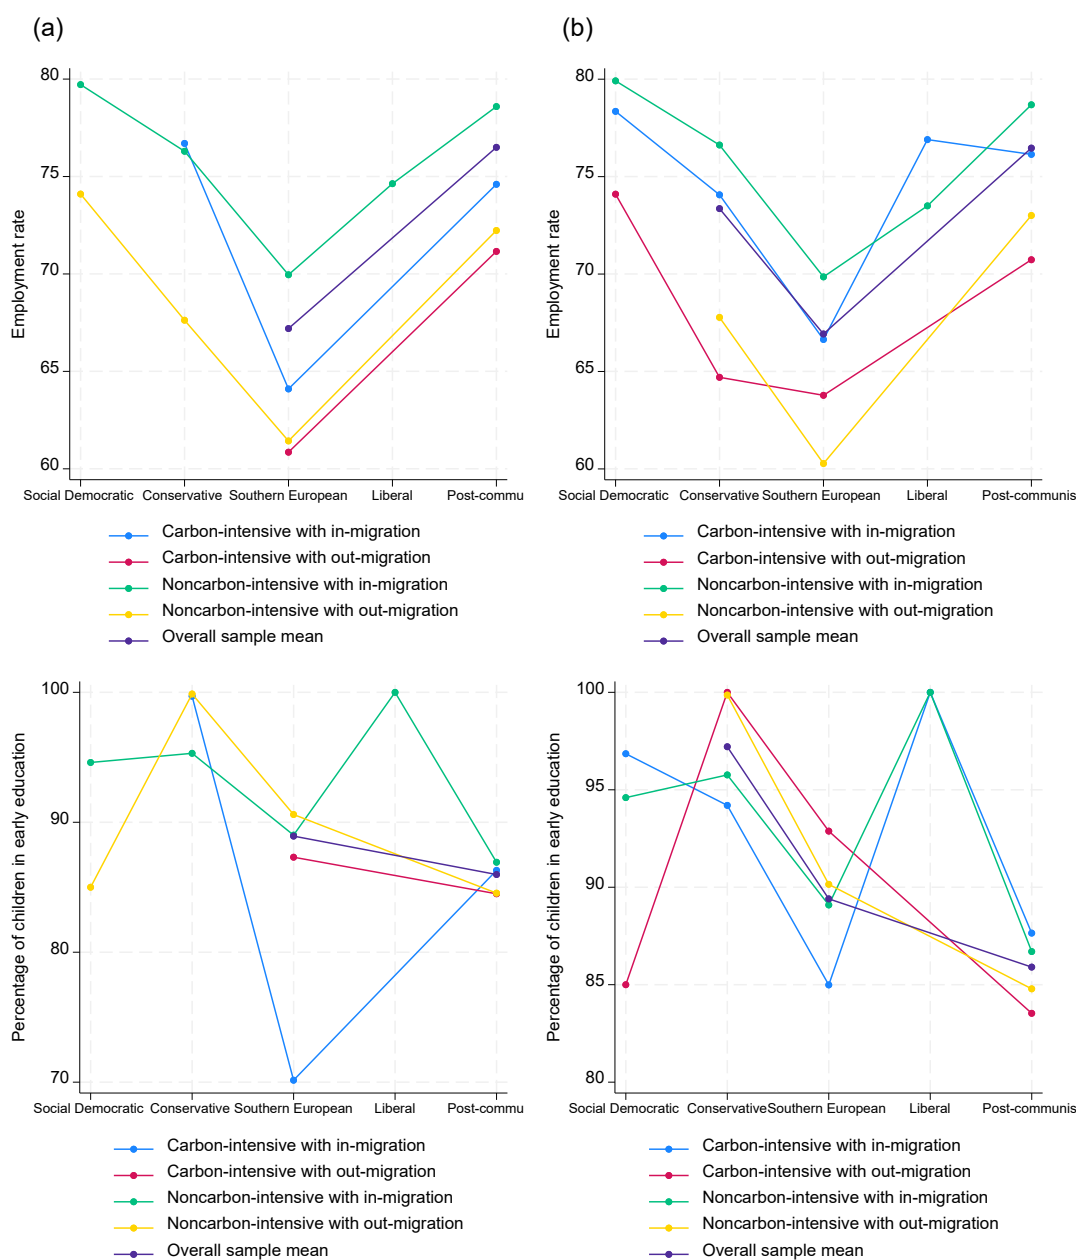 (a)
(b)
Employment rate
80
75
70
65
60
Social Democratic
Conservative
Southern European
Liberal
Post-commu
Carbon-intensive with in-migration
Carbon-intensive with out-migration
Noncarbon-intensive with in-migration
Noncarbon-intensive with out-migration
Overall sample mean
Employment rate
80
75
70
65
60
Social Democratic
Conservative
Southern European
Liberal
Post-communis
Carbon-intensive with in-migration
Carbon-intensive with out-migration
Noncarbon-intensive with in-migration
Noncarbon-intensive with out-migration
Overall sample mean
Percentage of children in early education
100
90
80
70
Social Democratic
Conservative
Southern European
Liberal
Post-commu
Carbon-intensive with in-migration
Carbon-intensive with out-migration
Noncarbon-intensive with in-migration
Noncarbon-intensive with out-migration
Overall sample mean
Percentage of children in early education
100
95
90
85
80
Social Democratic
Conservative
Southern European
Liberal
Post-communis
Carbon-intensive with in-migration
Carbon-intensive with out-migration
Noncarbon-intensive with in-migration
Noncarbon-intensive with out-migration
Overall sample mean